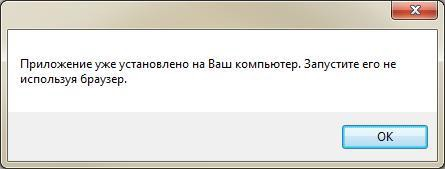 Приложение уже установлено на Ваш компьютер. Запустите его не
используя браузер.
OK